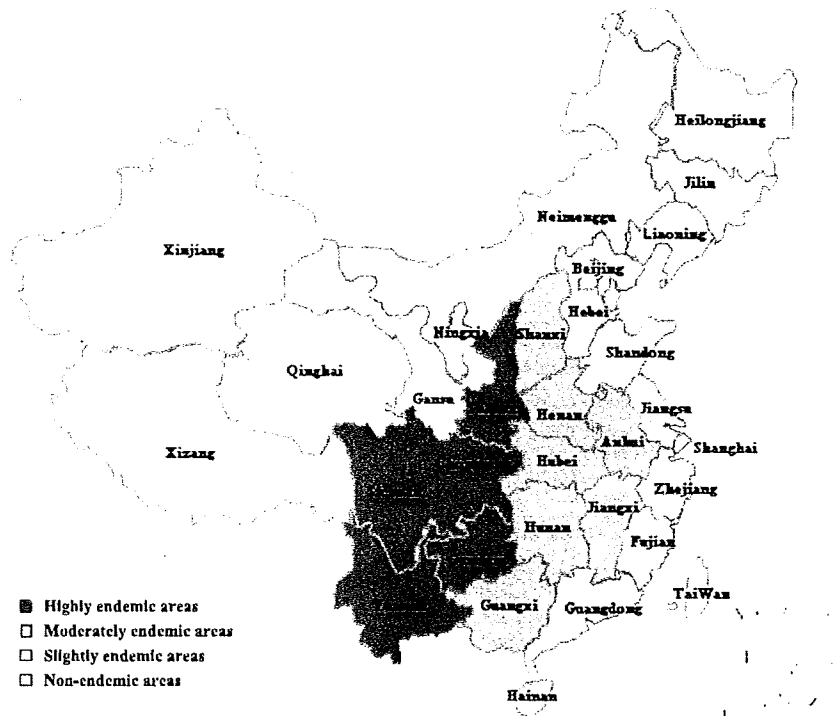 Heilongjiang
Jilin
Neimenggu
Liaoning
Xinjiang
Beijing
Hebei
Ningxia
Shanxi
Shandong
Qinghai
Gansu
Henan
Jiangsu
Anhui
Shanghai
Xizang
Hubei
Zhejiang
Jiangxi
Hunan
Fujian
TaiWan
Guangxi
Guangdong
Hainan
Highly endemic areas
Moderately endemic areas
Slightly endemic areas
Non-endemic areas